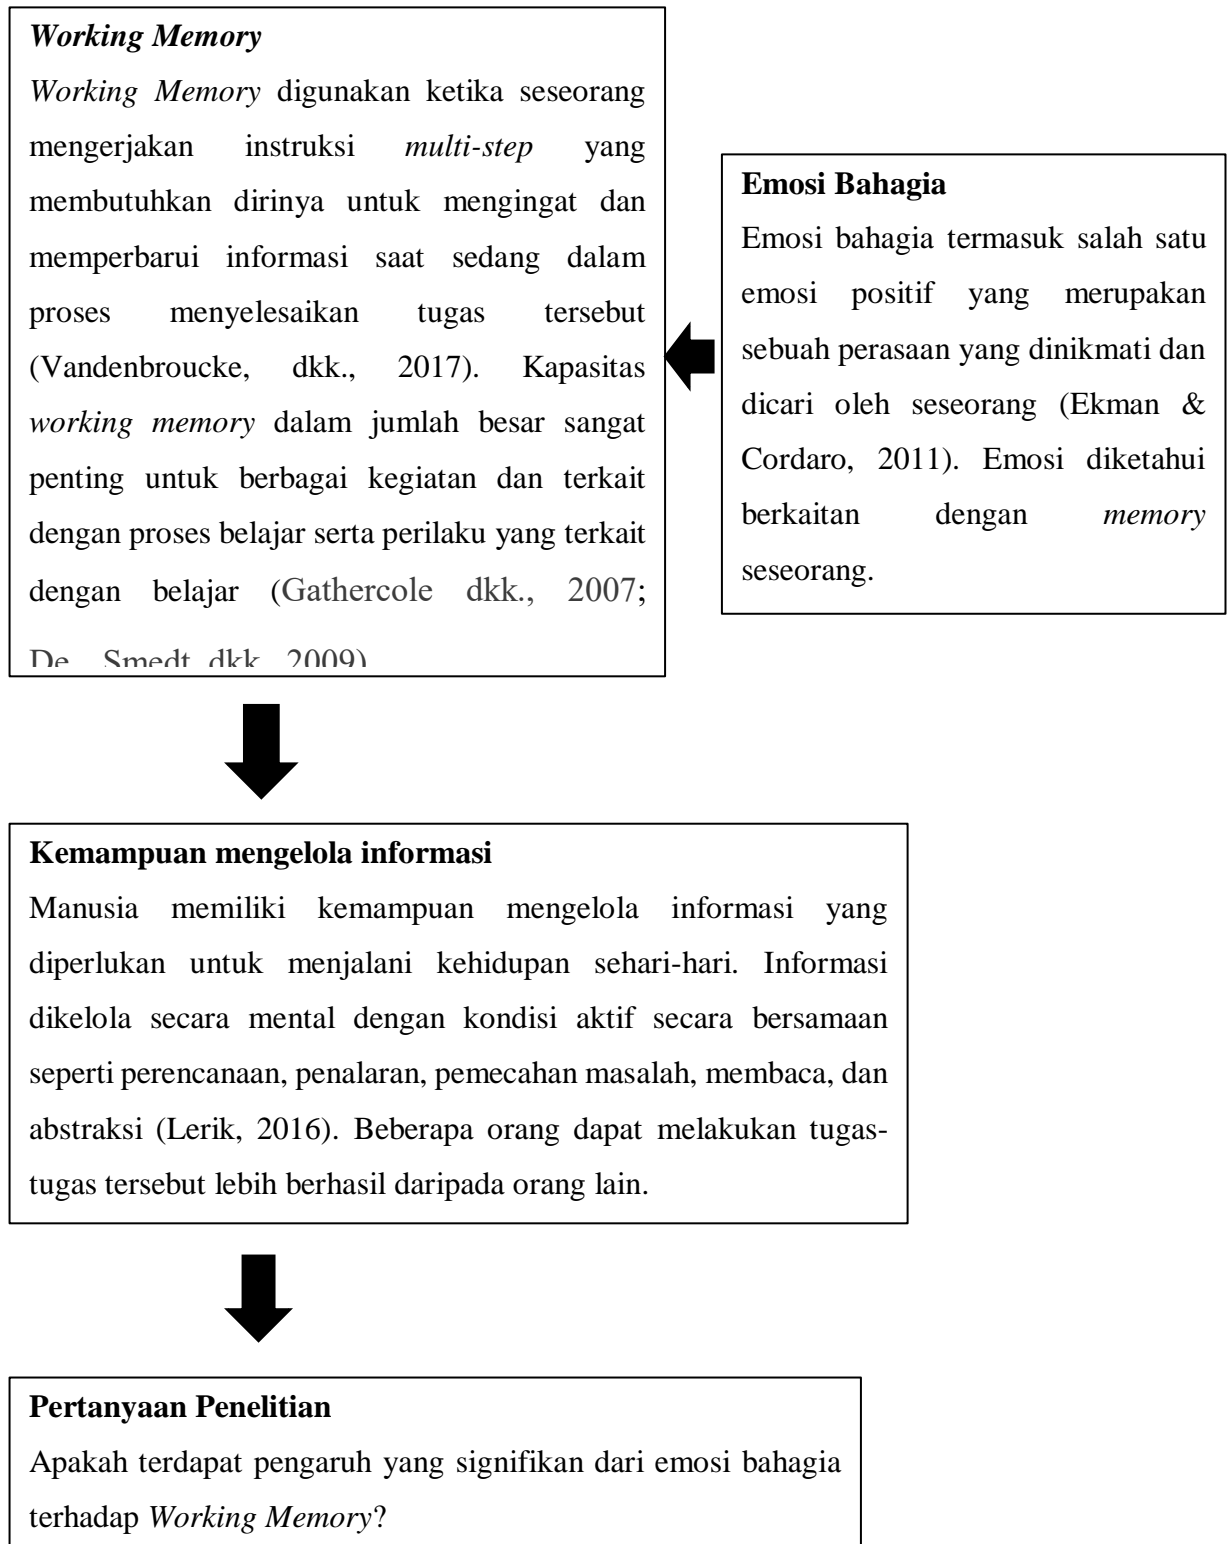 Working Memory
Working Memory digunakan ketika seseorang
mengerjakan instruksi multi-step yang
membutuhkan dirinya untuk mengingat dan
memperbarui informasi saat sedang dalam
proses menyelesaikan tugas tersebut
(Vandenbroucke, dkk., 2017). Kapasitas
working memory dalam jumlah besar sangat
penting untuk berbagai kegiatan dan terkait
dengan proses belajar serta perilaku yang terkait
dengan belajar (Gathercole dkk., 2007;
De Smedt dkk., 2009)
Emosi Bahagia
Emosi bahagia termasuk salah satu
emosi positif yang merupakan
sebuah perasaan yang dinikmati dan
dicari oleh seseorang (Ekman &
Cordaro, 2011). Emosi diketahui
berkaitan dengan memory
seseorang.
Kemampuan mengelola informasi
Manusia memiliki kemampuan mengelola informasi yang
diperlukan untuk menjalani kehidupan sehari-hari. Informasi
dikelola secara mental dengan kondisi aktif secara bersamaan
seperti perencanaan, penalaran, pemecahan masalah, membaca, dan
abstraksi (Lerik, 2016). Beberapa orang dapat melakukan tugas-
tugas tersebut lebih berhasil daripada orang lain.
Pertanyaan Penelitian
Apakah terdapat pengaruh yang signifikan dari emosi bahagia
terhadap Working Memory?